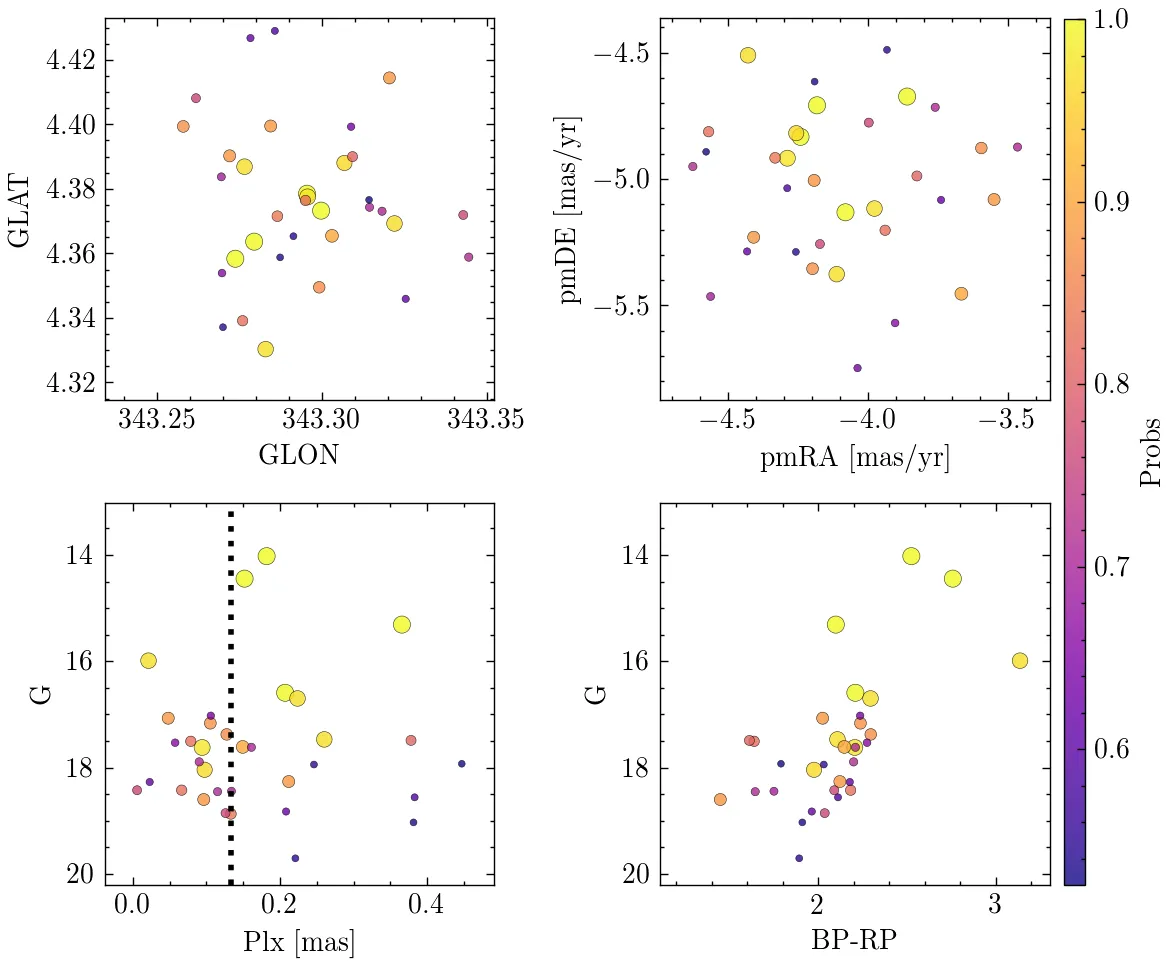 4.42
4.40
4.38
4.36
4.34
4.32
GLAT
343.25 343.30 343.35
GLON
−4.5
−5.0
−5.5
pmDE [mas/yr]
−4.5 −4.0 −3.5
pmRA [mas/yr]
1.0
0.9
0.8
0.7
0.6
Probs
14
16
18
20
G
0.0 0.2 0.4
Plx [mas]
14
16
18
20
G
2 3
BP-RP